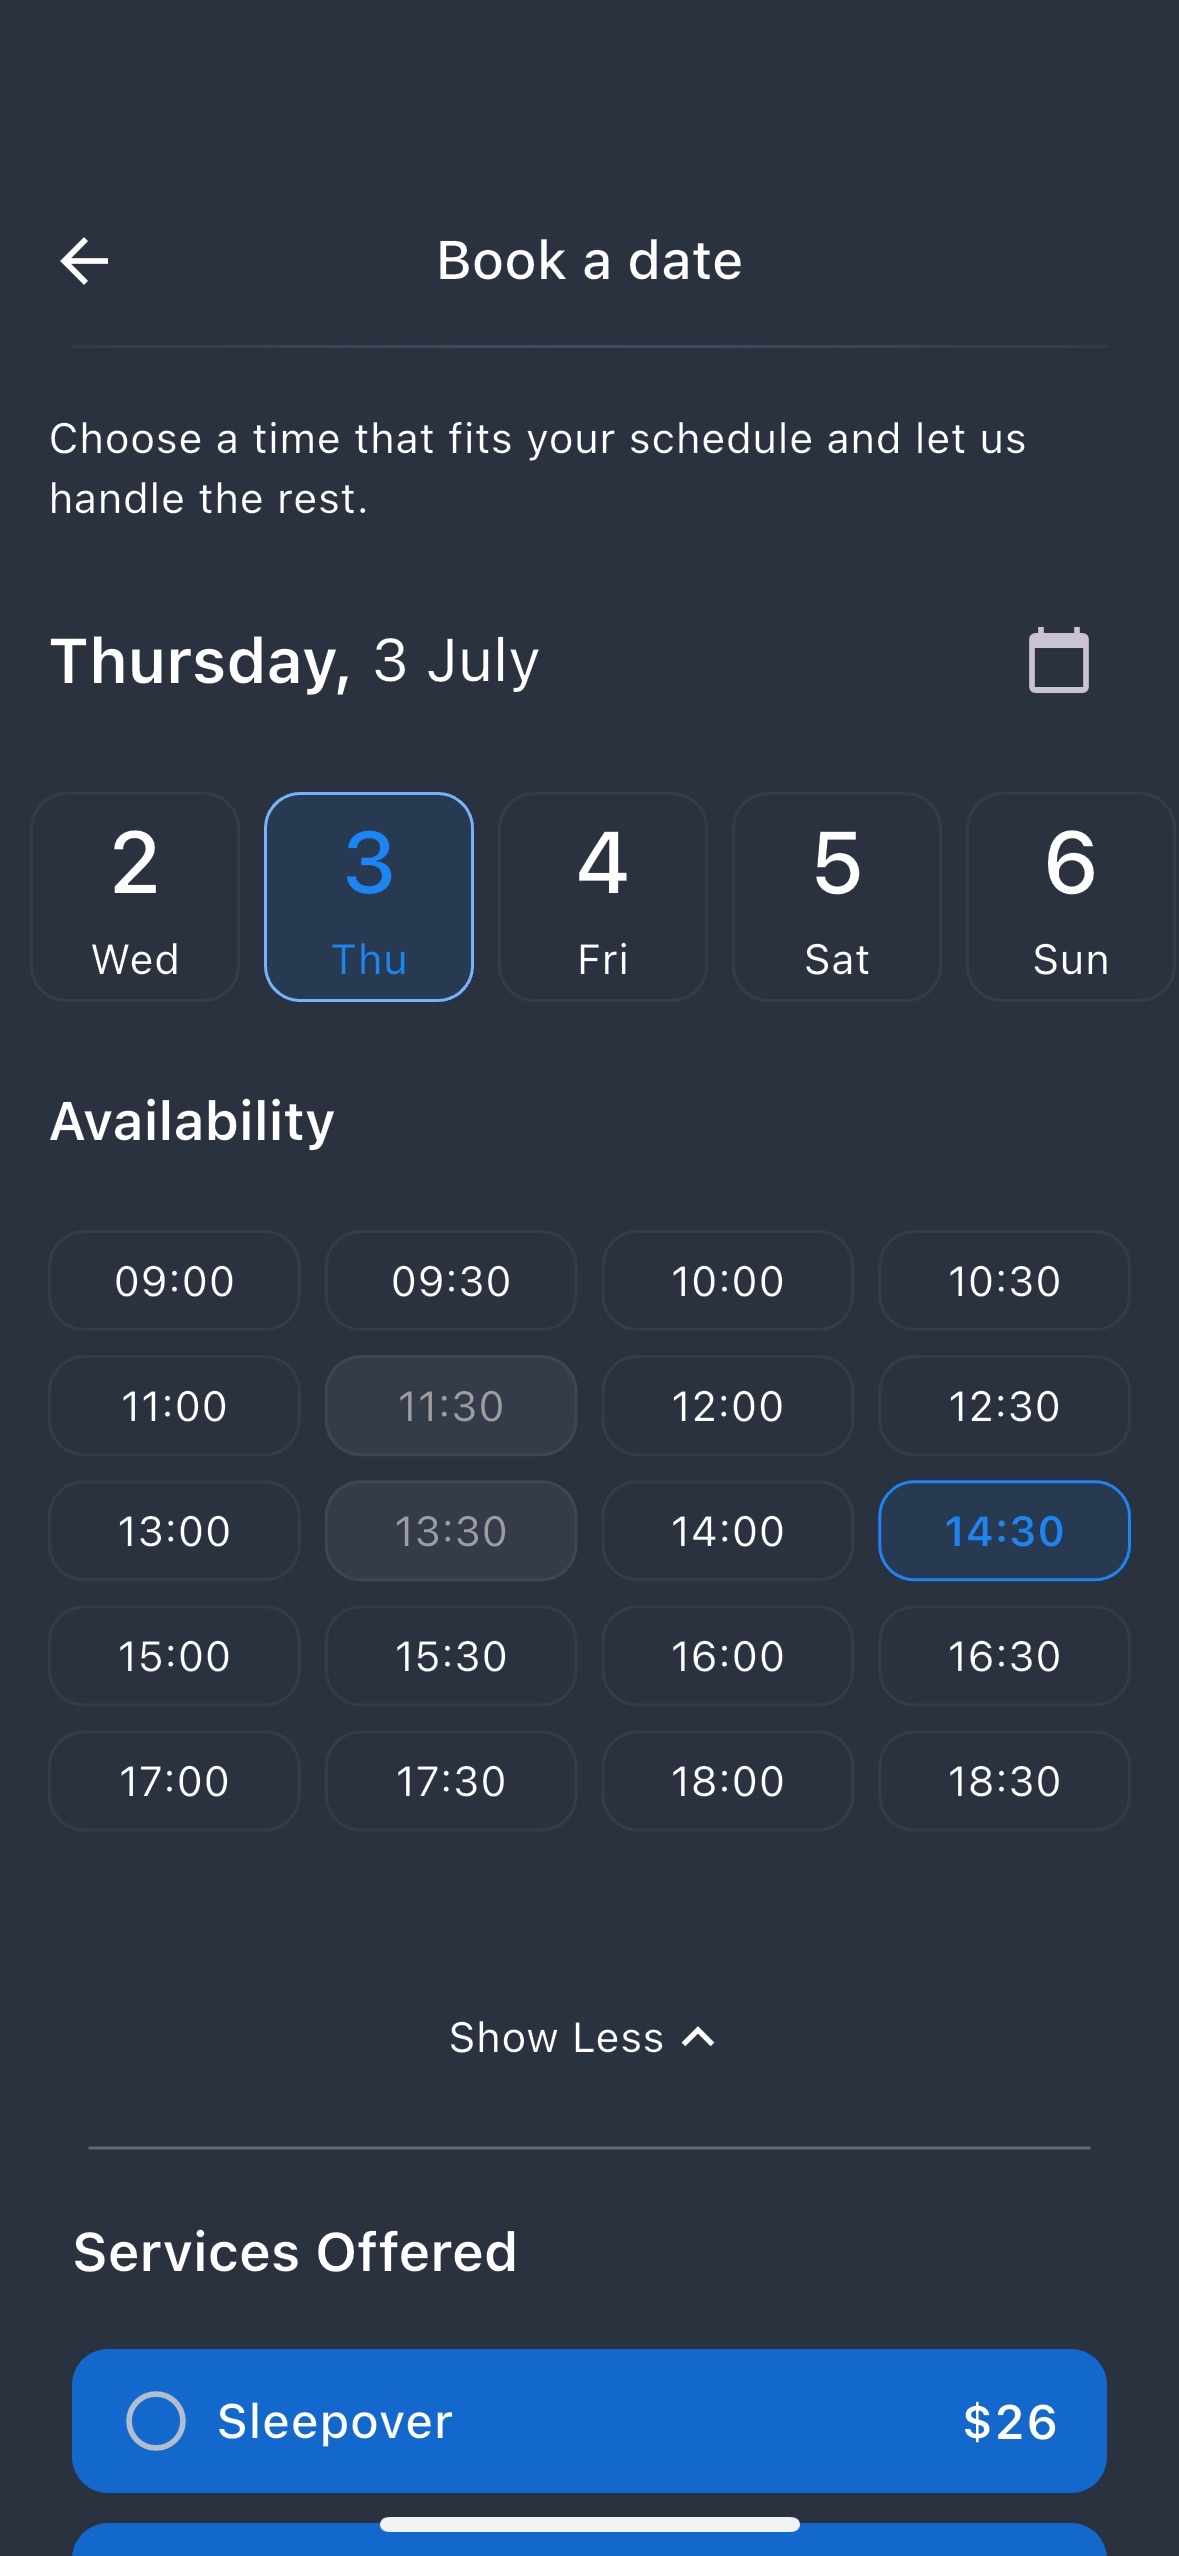 Book a date
Choose a time that fits your schedule and let us
handle the rest.
Thursday, 3 July
2 3 4 5 6
Wed Thu Fri Sat Sun
Availability
09:00 09:30 10:00 10:30
11:00 11:30 12:00 12:30
13:00 13:30 14:00 14:30
15:00 15:30 16:00 16:30
17:00 17:30 18:00 18:30
Show Less
Services Offered
Sleepover $26